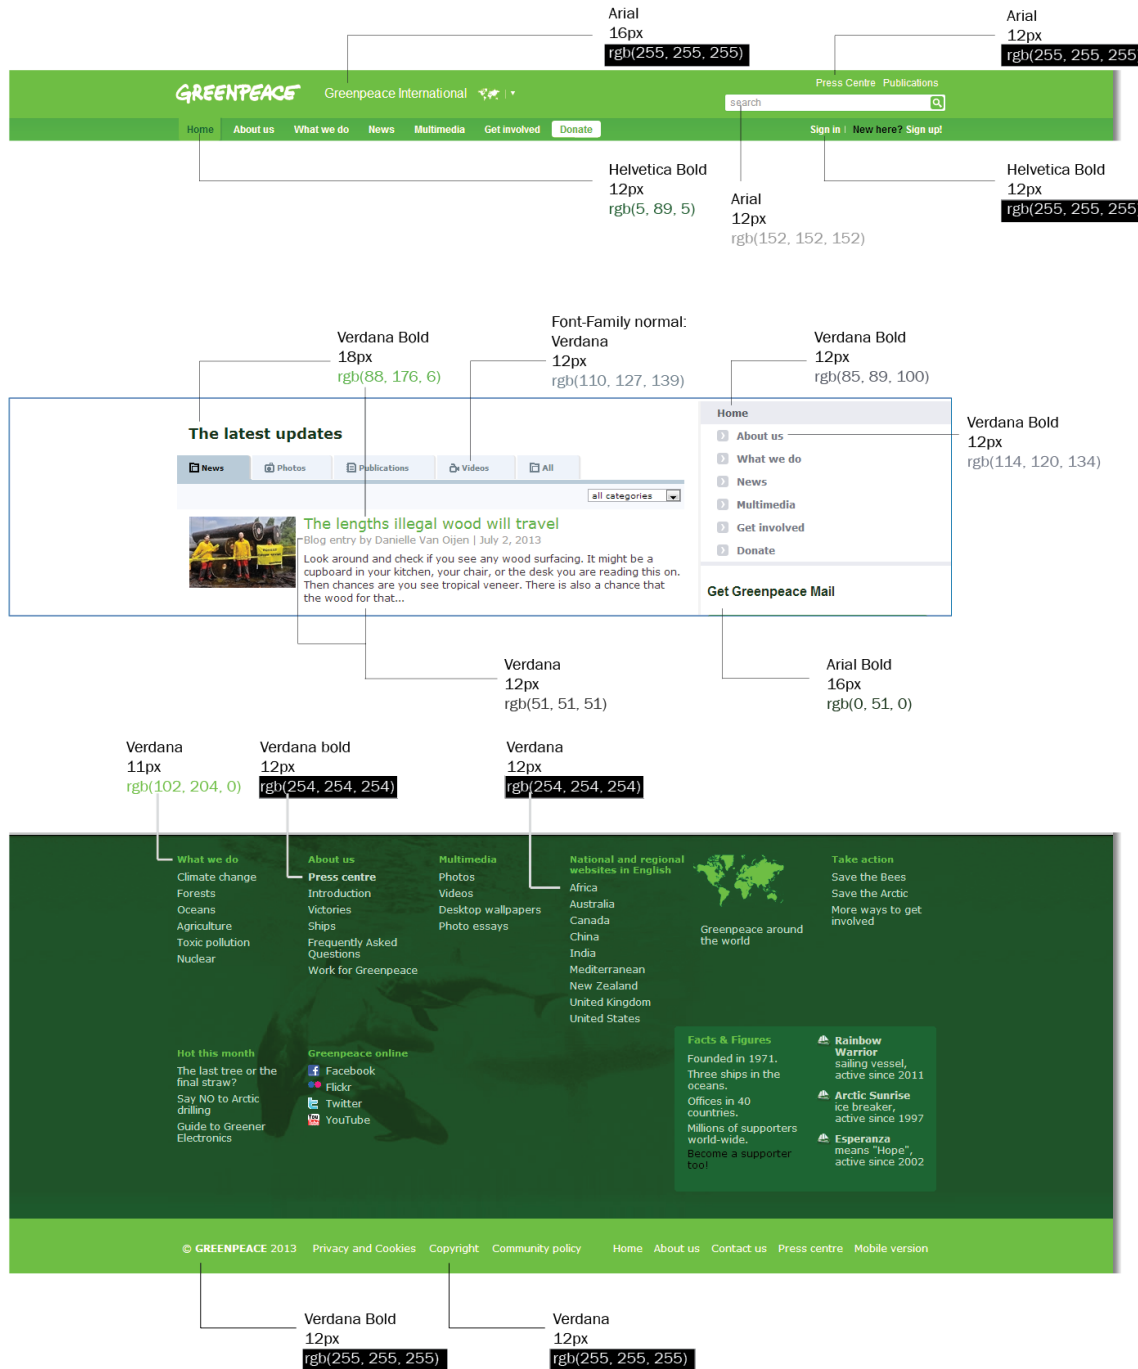 Arial
16px
rgb(255, 255, 255)
Arial
12px
rgb(255, 255, 255
GREENPEACE
Greenpeace International
Press Centre Publications
search
Home About us What we do News Multimedia Get involved Donate
Sign in | New here? Sign up!
Helvetica Bold
12px
rgb(5, 89, 5)
Arial
12px
rgb(152, 152, 152)
Helvetica Bold
12px
rgb(255, 255, 255
Verdana Bold
18px
rgb(88, 176, 6)
Font-Family normal:
Verdana
12px
rgb(110, 127, 139)
Verdana Bold
12px
rgb(85, 89, 100)
Verdana Bold
12px
rgb(114, 120, 134)
The latest updates
News Photos Publications Videos All
all categories
The lengths illegal wood will travel
Blog entry by Danielle Van Oijen | July 2, 2013
Look around and check if you see any wood surfacing. It might be a
cupboard in your kitchen, your chair, or the desk you are reading this on.
Then chances are you see tropical veneer. There is also a chance that
the wood for that...
Home
About us
What we do
News
Multimedia
Get involved
Donate
Get Greenpeace Mail
Verdana
12px
rgb(51, 51, 51)
Arial Bold
16px
rgb(0, 51, 0)
Verdana
11px
rgb(102, 204, 0)
Verdana bold
12px
rgb(254, 254, 254)
Verdana
12px
rgb(254, 254, 254)
What we do
Climate change
Forests
Oceans
Agriculture
Toxic pollution
Nuclear
About us
Press centre
Introduction
Victories
Ships
Frequently Asked
Questions
Work for Greenpeace
Multimedia
Photos
Videos
Desktop wallpapers
Photo essays
National and regional
websites in English
Africa
Australia
Canada
China
India
Mediterranean
New Zealand
United Kingdom
United States
Greenpeace around
the world
Take action
Save the Bees
Save the Arctic
More ways to get
involved
Hot this month
The last tree or the
final straw?
Say NO to Arctic
drilling
Guide to Greener
Electronics
Greenpeace online
Facebook
Flickr
Twitter
YouTube
Facts & Figures
Founded in 1971.
Three ships in the
oceans.
Offices in 40
countries.
Millions of supporters
world-wide.
Become a supporter
too!
Rainbow
Warrior
sailing vessel,
active since 2011
Arctic Sunrise
ice breaker,
active since 1997
Esperanza
means "Hope",
active since 2002
© GREENPEACE 2013 Privacy and Cookies Copyright Community policy Home About us Contact us Press centre Mobile version
Verdana Bold
12px
rgb(255, 255, 255)
Verdana
12px
rgb(255, 255, 255)